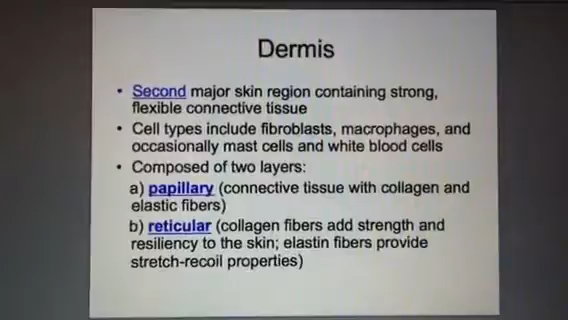 Dermis
• Second major skin region containing strong,
flexible connective tissue
• Cell types include fibroblasts, macrophages, and
occasionally mast cells and white blood cells
• Composed of two layers:
a) papillary (connective tissue with collagen and
elastic fibers)
b) reticular (collagen fibers add strength and
resiliency to the skin; elastin fibers provide
stretch-recoil properties)